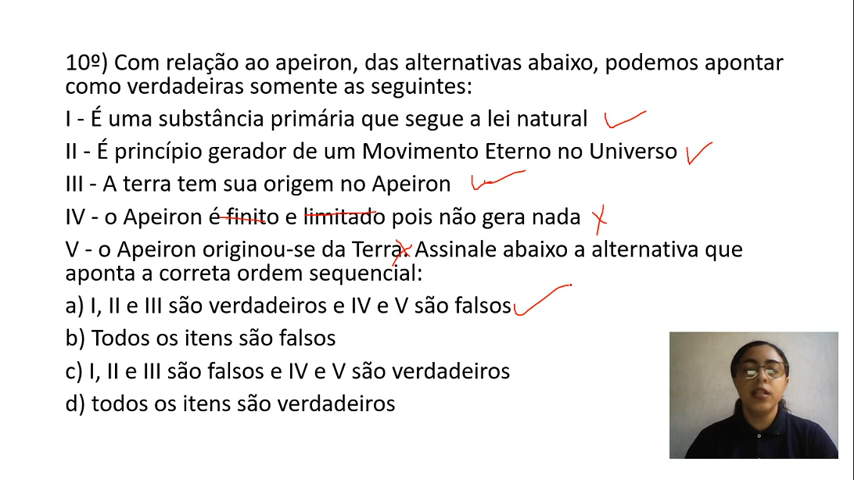 10º) Com relação ao apeiron, das alternativas abaixo, podemos apontar
como verdadeiras somente as seguintes:
I - É uma substância primária que segue a lei natural
II - É princípio gerador de um Movimento Eterno no Universo
III - A terra tem sua origem no Apeiron
IV - o Apeiron é finito e limitado pois não gera nada
V - o Apeiron originou-se da Terra. Assinale abaixo a alternativa que
aponta a correta ordem sequencial:
a) I, II e III são verdadeiros e IV e V são falsos
b) Todos os itens são falsos
c) I, II e III são falsos e IV e V são verdadeiros
d) todos os itens são verdadeiros